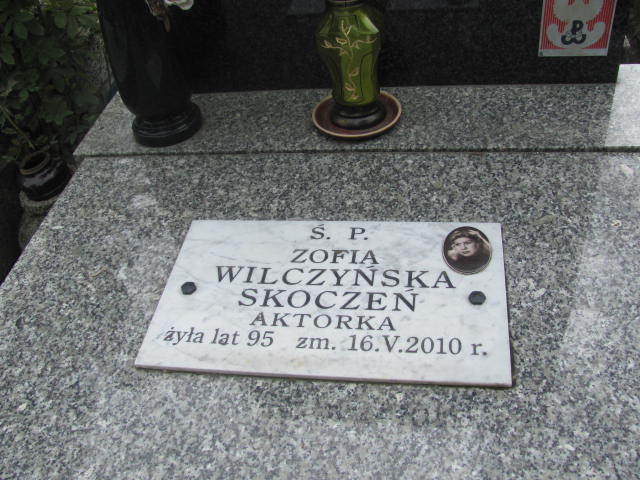 P
Ś. P.
ZOFIA
WILCZYŃSKA
SKOCZEŃ
AKTORKA
żyła lat 95 zm. 16.V.2010 r.